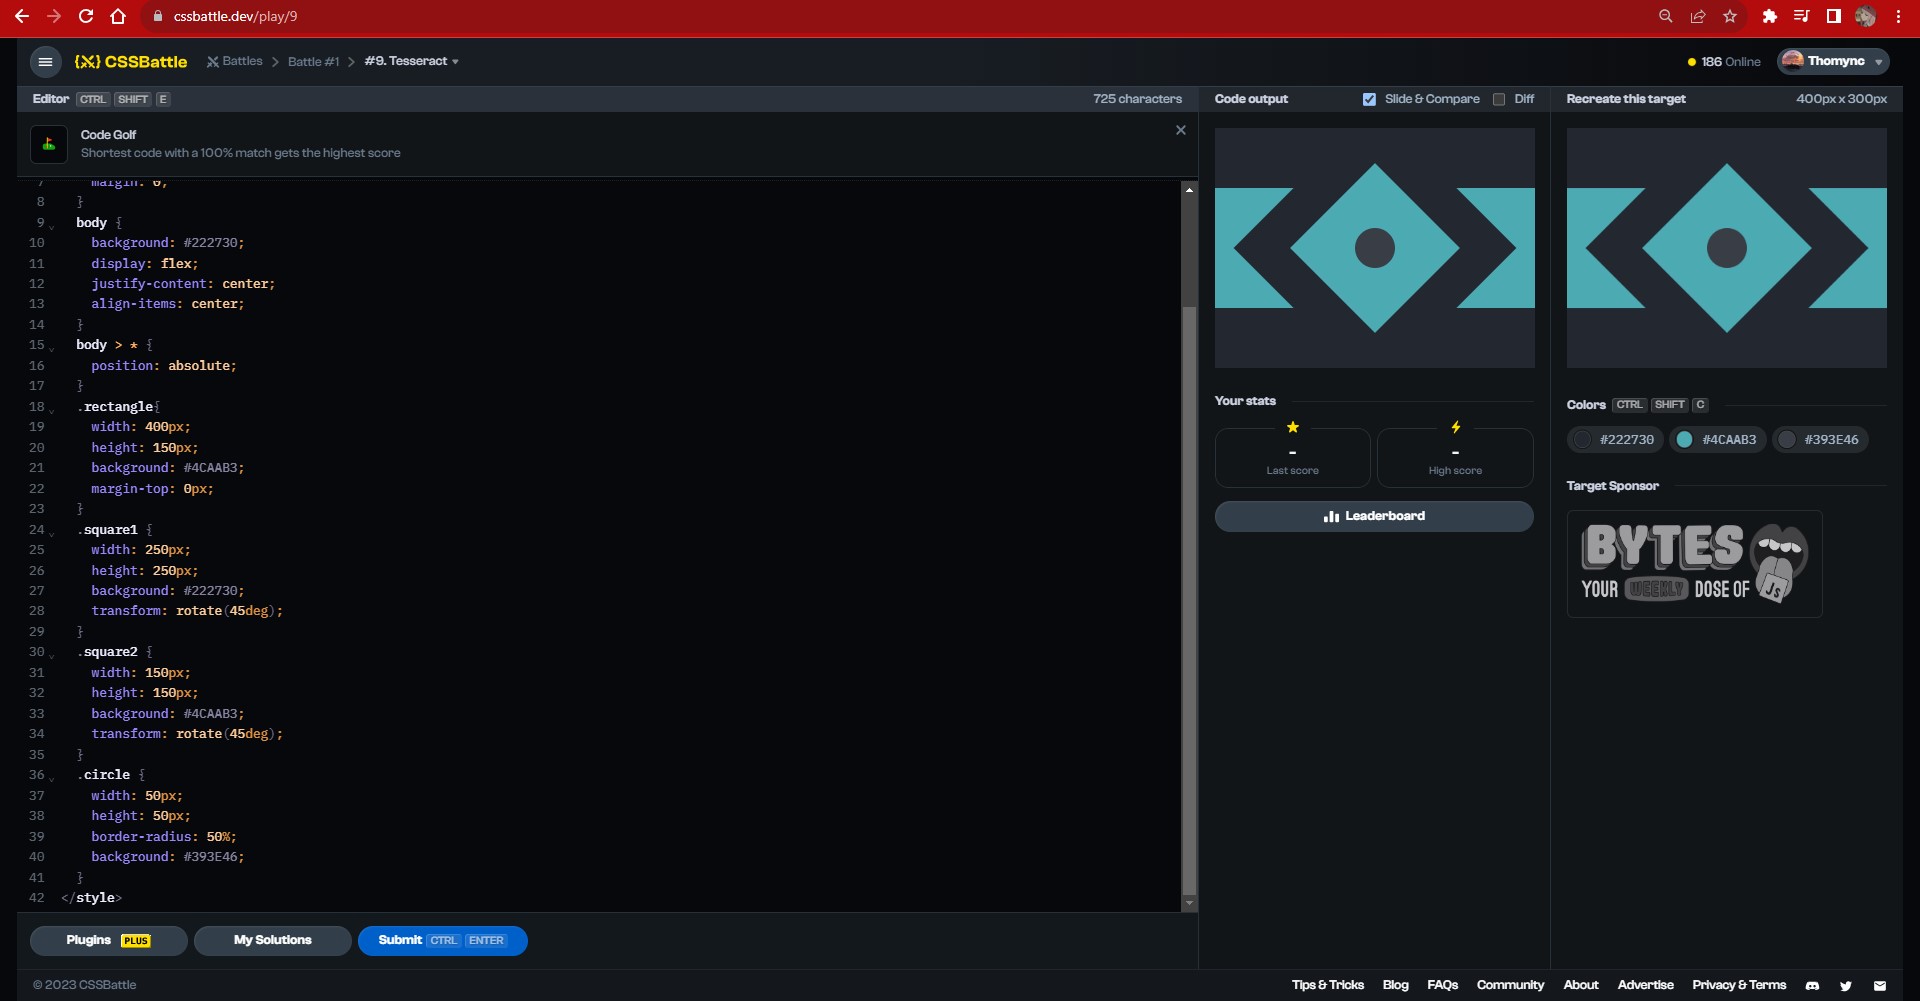 cssbattle.dev/play/9
{X} CSSBattle Battles > Battle #1 > #9. Tesseract
186 Online Thomync
Editor CTRL SHIFT E 725 characters
Code Golf
Shortest code with a 100% match gets the highest score
7 margin: 0;
8 }
9 body {
10 background: #222730;
11 display: flex;
12 justify-content: center;
13 align-items: center;
14 }
15 body > * {
16 position: absolute;
17 }
18 .rectangle{
19 width: 400px;
20 height: 150px;
21 background: #4CAAB3;
22 margin-top: 0px;
23 }
24 .square1 {
25 width: 250px;
26 height: 250px;
27 background: #222730;
28 transform: rotate(45deg);
29 }
30 .square2 {
31 width: 150px;
32 height: 150px;
33 background: #4CAAB3;
34 transform: rotate(45deg);
35 }
36 .circle {
37 width: 50px;
38 height: 50px;
39 border-radius: 50%;
40 background: #393E46;
41 }
42 </style>
Plugins PLUS My Solutions Submit CTRL ENTER
Code output Slide & Compare Diff
Your stats
-
Last score
-
High score
Leaderboard
Recreate this target 400px x 300px
Colors CTRL SHIFT C
#222730 #4CAAB3 #393E46
Target Sponsor
BYTES
YOUR WEEKLY DOSE OF JS
© 2023 CSSBattle
Tips & Tricks Blog FAQs Community About Advertise Privacy & Terms